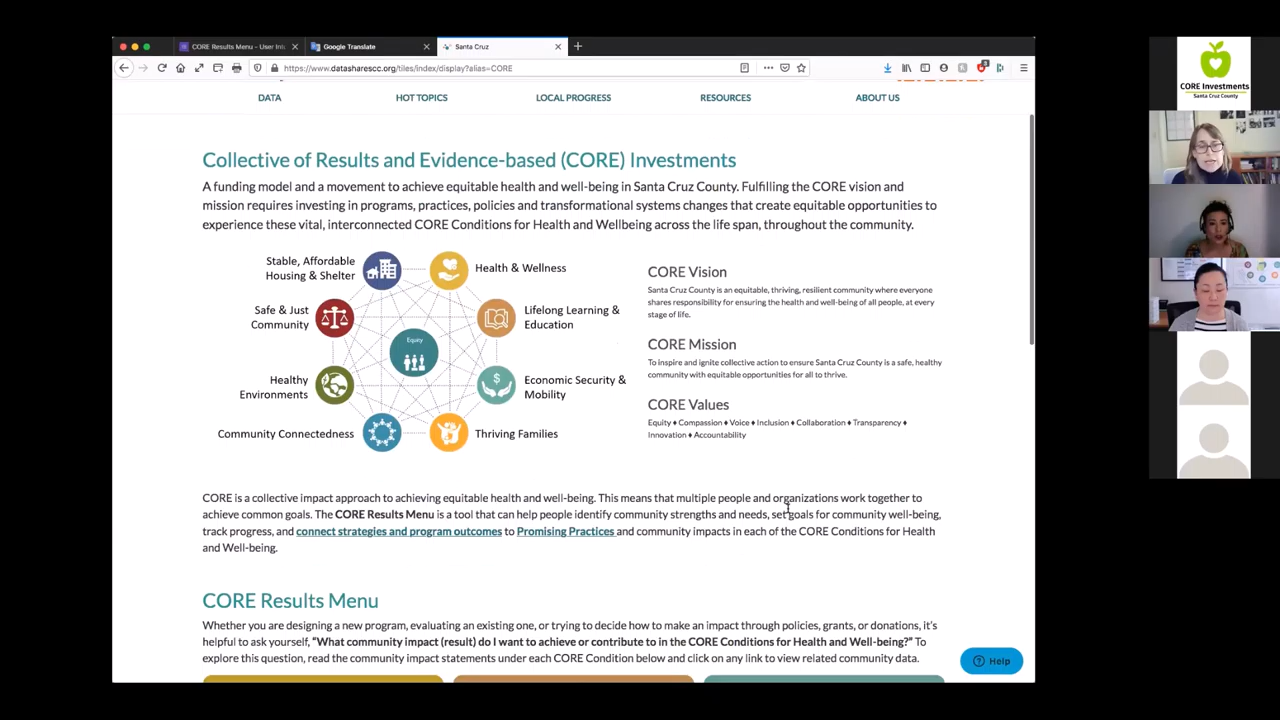 CORE Results Menu - User Int
Google Translate
Santa Cruz
https://www.datasharescc.org/tiles/index/display?alias=CORE
DATA
HOT TOPICS
LOCAL PROGRESS
RESOURCES
ABOUT US
CORE Investments
Santa Cruz County
Collective of Results and Evidence-based (CORE) Investments
A funding model and a movement to achieve equitable health and well-being in Santa Cruz County. Fulfilling the CORE vision and
mission requires investing in programs, practices, policies and transformational systems changes that create equitable opportunities to
experience these vital, interconnected CORE Conditions for Health and Wellbeing across the life span, throughout the community.
Stable, Affordable
Housing & Shelter
Health & Wellness
Safe & Just
Community
Lifelong Learning &
Education
Equity
Healthy
Environments
Economic Security &
Mobility
Community Connectedness
Thriving Families
CORE Vision
Santa Cruz County is an equitable, thriving, resilient community where everyone
shares responsibility for ensuring the health and well-being of all people, at every
stage of life.
CORE Mission
To inspire and ignite collective action to ensure Santa Cruz County is a safe, healthy
community with equitable opportunities for all to thrive.
CORE Values
Equity ♦ Compassion ♦ Voice ♦ Inclusion ♦ Collaboration ♦ Transparency ♦
Innovation ♦ Accountability
CORE is a collective impact approach to achieving equitable health and well-being. This means that multiple people and organizations work together to
achieve common goals. The CORE Results Menu is a tool that can help people identify community strengths and needs, set goals for community well-being,
track progress, and connect strategies and program outcomes to Promising Practices and community impacts in each of the CORE Conditions for Health
and Well-being.
CORE Results Menu
Whether you are designing a new program, evaluating an existing one, or trying to decide how to make an impact through policies, grants, or donations, it's
helpful to ask yourself, "What community impact (result) do I want to achieve or contribute to in the CORE Conditions for Health and Well-being?" To
explore this question, read the community impact statements under each CORE Condition below and click on any link to view related community data.
Help